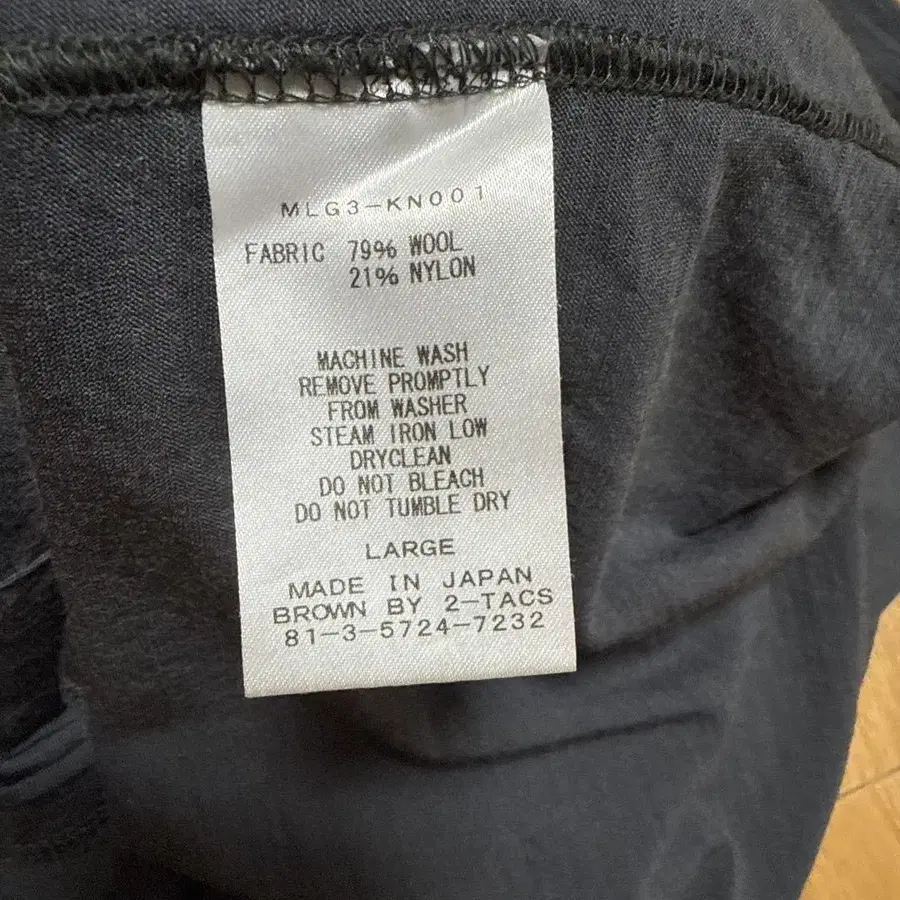 MLG3-KN001
FABRIC 79% WOOL
21% NYLON
MACHINE WASH
REMOVE PROMPTLY
FROM WASHER
STEAM IRON LOW
DRYCLEAN
DO NOT BLEACH
DO NOT TUMBLE DRY
LARGE
MADE IN JAPAN
BROWN BY 2-TACS
81-3-5724-7232